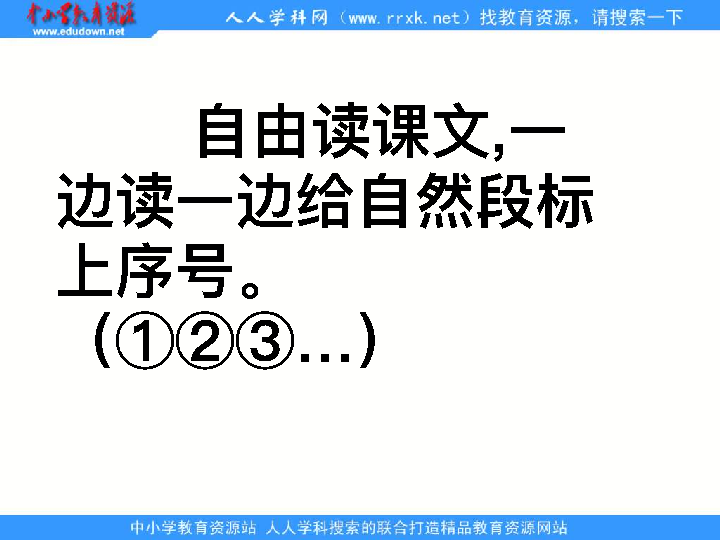 中小学教育资源
www.edudown.net
人人学科网（www.rrxk.net）找教育资源，请搜索一下
自由读课文,一
边读一边给自然段标
上序号。
（①②③…）
中小学教育资源站 人人学科搜索的联合打造精品教育资源网站